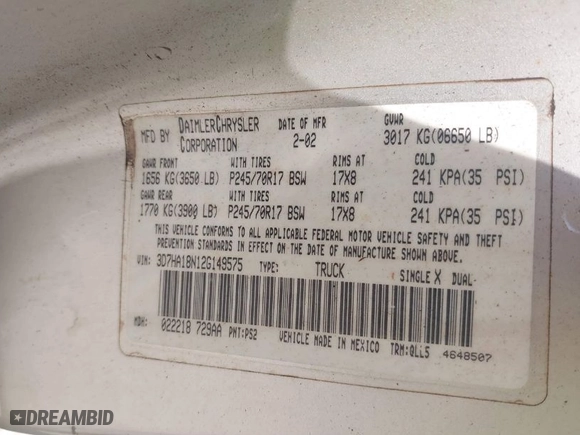 MFD BY DAIMLERCHRYSLER CORPORATION DATE OF MFR 2-02 GVWR 3017 KG(06650 LB)
GAWR FRONT WITH TIRES RIMS AT COLD
1656 KG(3650 LB) P245/70R17 BSW 17X8 241 KPA(35 PSI)
GAWR REAR WITH TIRES RIMS AT COLD
1770 KG(3900 LB) P245/70R17 BSW 17X8 241 KPA(35 PSI)
THIS VEHICLE CONFORMS TO ALL APPLICABLE FEDERAL MOTOR VEHICLE SAFETY AND THEFT
PREVENTION STANDARDS IN EFFECT ON THE DATE OF MANUFACTURE SHOWN ABOVE.
VIN: 3D7HA18N12G149575 TYPE: TRUCK SINGLE X DUAL-
MDH: 022218 729AA PNT:PS2 VEHICLE MADE IN MEXICO TRM:QLL5 4648507
DREAMBID